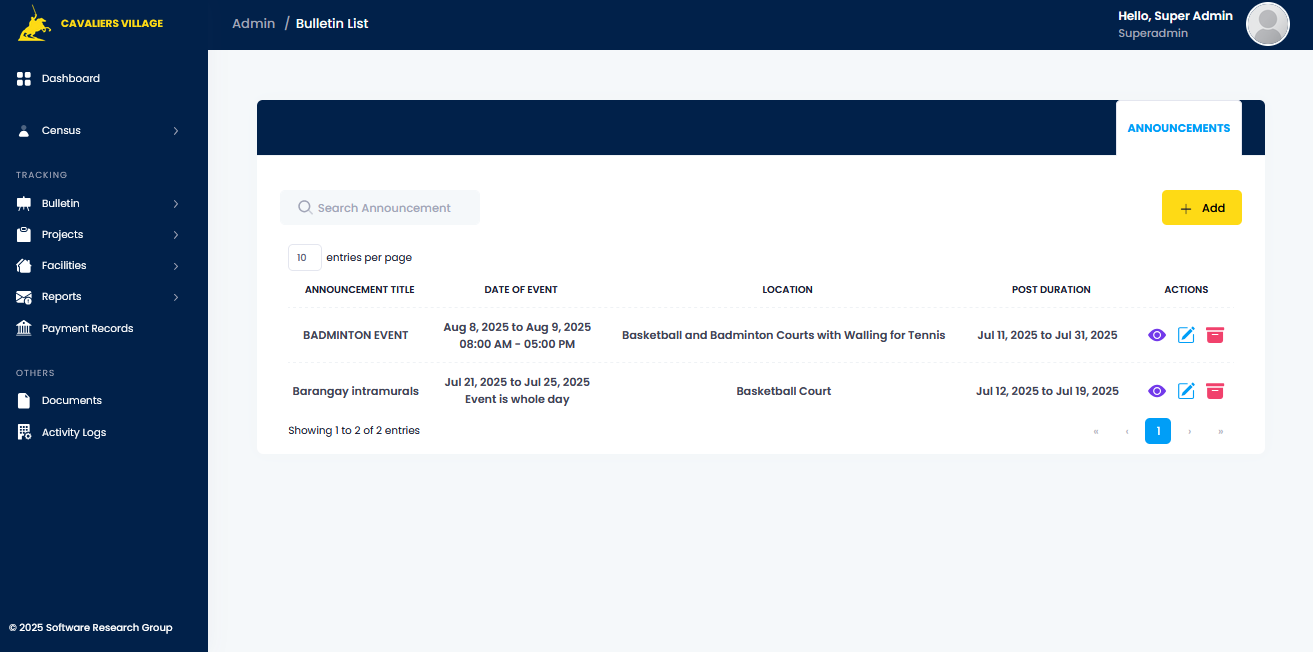 CAVALIERS VILLAGE
Admin / Bulletin List
Hello, Super Admin
Superadmin
Dashboard
Census
TRACKING
Bulletin
Projects
Facilities
Reports
Payment Records
OTHERS
Documents
Activity Logs
© 2025 Software Research Group
ANNOUNCEMENTS
Search Announcement
+ Add
10 entries per page
ANNOUNCEMENT TITLE DATE OF EVENT LOCATION POST DURATION ACTIONS
BADMINTON EVENT Aug 8, 2025 to Aug 9, 2025 Basketball and Badminton Courts with Walling for Tennis Jul 11, 2025 to Jul 31, 2025
08:00 AM - 05:00 PM
Barangay intramurals Jul 21, 2025 to Jul 25, 2025 Basketball Court Jul 12, 2025 to Jul 19, 2025
Event is whole day
Showing 1 to 2 of 2 entries
« ‹ 1 › »